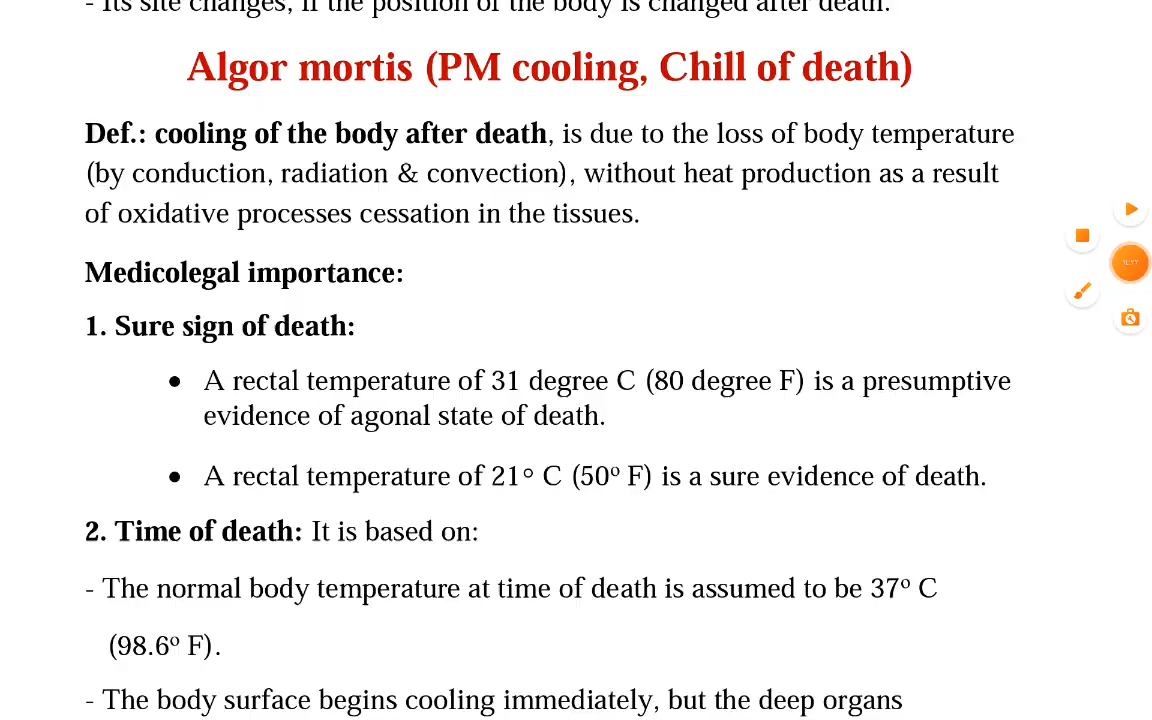 - Its site changes, if the position of the body is changed after death.
Algor mortis (PM cooling, Chill of death)
Def.: cooling of the body after death, is due to the loss of body temperature
(by conduction, radiation & convection), without heat production as a result
of oxidative processes cessation in the tissues.
Medicolegal importance:
1. Sure sign of death:
• A rectal temperature of 31 degree C (80 degree F) is a presumptive
evidence of agonal state of death.
• A rectal temperature of 21° C (50º F) is a sure evidence of death.
2. Time of death: It is based on:
- The normal body temperature at time of death is assumed to be 37º C
(98.6º F).
- The body surface begins cooling immediately, but the deep organs